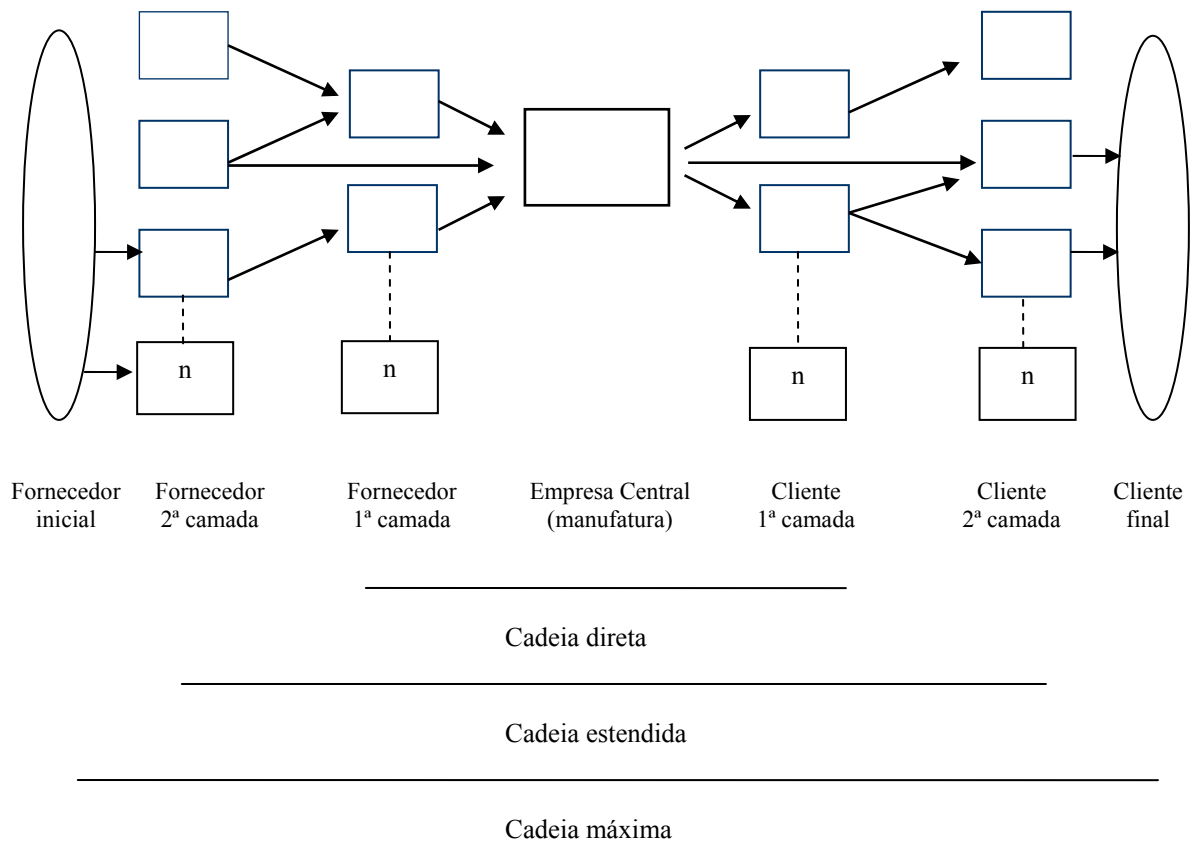 n
n
n
n
Fornecedor inicial
Fornecedor 2ª camada
Fornecedor 1ª camada
Empresa Central (manufatura)
Cliente 1ª camada
Cliente 2ª camada
Cliente final
Cadeia direta
Cadeia estendida
Cadeia máxima